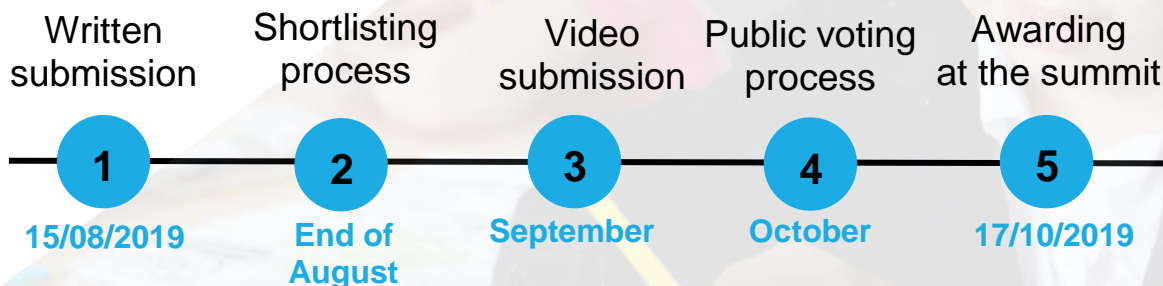 Written
submission
Shortlisting
process
Video
submission
Public voting
process
Awarding
at the summit
1
2
3
4
5
15/08/2019
End of
August
September
October
17/10/2019